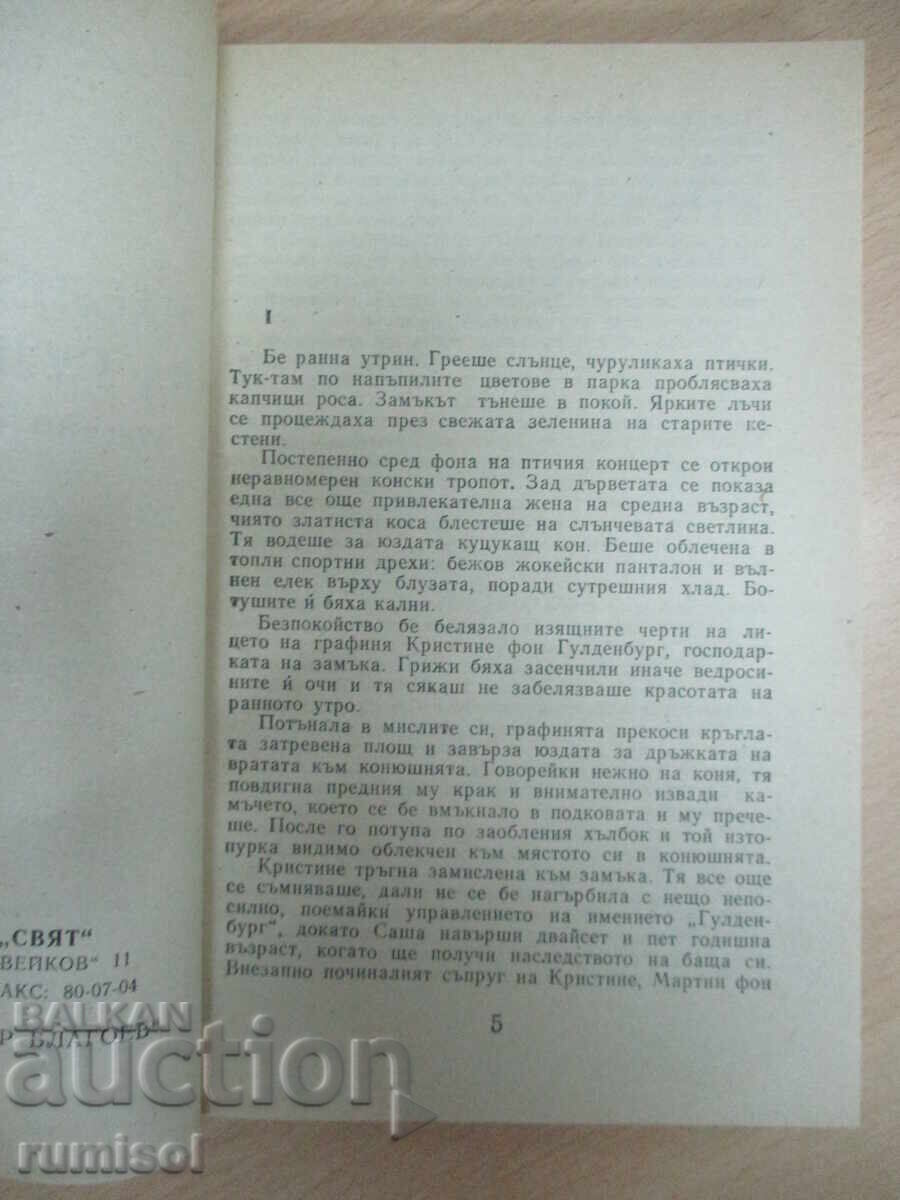 I
Бе ранна утрин. Грееше слънце, чуруликаха птички.
Тук-там по напъпилите цветове в парка проблясваха
капчици роса. Замъкът тънеше в покой. Ярките лъчи
се процеждаха през свежата зеленина на старите ке-
стени.
Постепенно сред фона на птичия концерт се открои
неравномерен конски тропот. Зад дърветата се показа
една все още привлекателна жена на средна възраст,
чиято златиста коса блестеше на слънчевата светлина.
Тя водеше за юздата куцукащ кон. Беше облечена в
топли спортни дрехи: бежов жокейски панталон и въл-
нен елек върху блузата, поради сутрешния хлад. Бо-
тушите ѝ бяха кални.
Безпокойство бе белязало изящните черти на ли-
цето на графиня Кристине фон Гулденбург, господар-
ката на замъка. Грижи бяха засенчили иначе ведроси-
ните ѝ очи и тя сякаш не забелязваше красотата на
ранното утро.
Потънала в мислите си, графинята прекоси кръгла-
та затревена площ и завърза юздата за дръжката на
вратата към конюшнята. Говорейки нежно на коня, тя
повдигна предния му крак и внимателно извади ка-
мъчето, което се бе вмъкнало в подковата и му прече-
ше. После го потупа по заобления хълбок и той изто-
пурка видимо облекчен към мястото си в конюшнята.
Кристине тръгна замислена към замъка. Тя все още
се съмняваше, дали не се бе нагърбила с нещо непо-
силно, поемайки управлението на имението „Гулден-
бург“, докато Саша навърши двайсет и пет годишна
възраст, когато ще получи наследството на баща си.
Внезапно починалият съпруг на Кристине, Мартин фон
5
„СВЯТ“
ВЕЙКОВ“ 11
АКС: 80-07-04
Р БЛАГОЕВ“
BALKAN
auction
rumisol